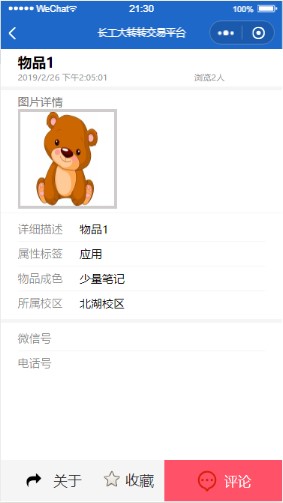 WeChat 21:30 100%
长工大转转交易平台
物品1
2019/2/26 下午2:05:01 浏览2人
图片详情
详细描述 物品1
属性标签 应用
物品成色 少量笔记
所属校区 北湖校区
微信号
电话号
关于 收藏 评论